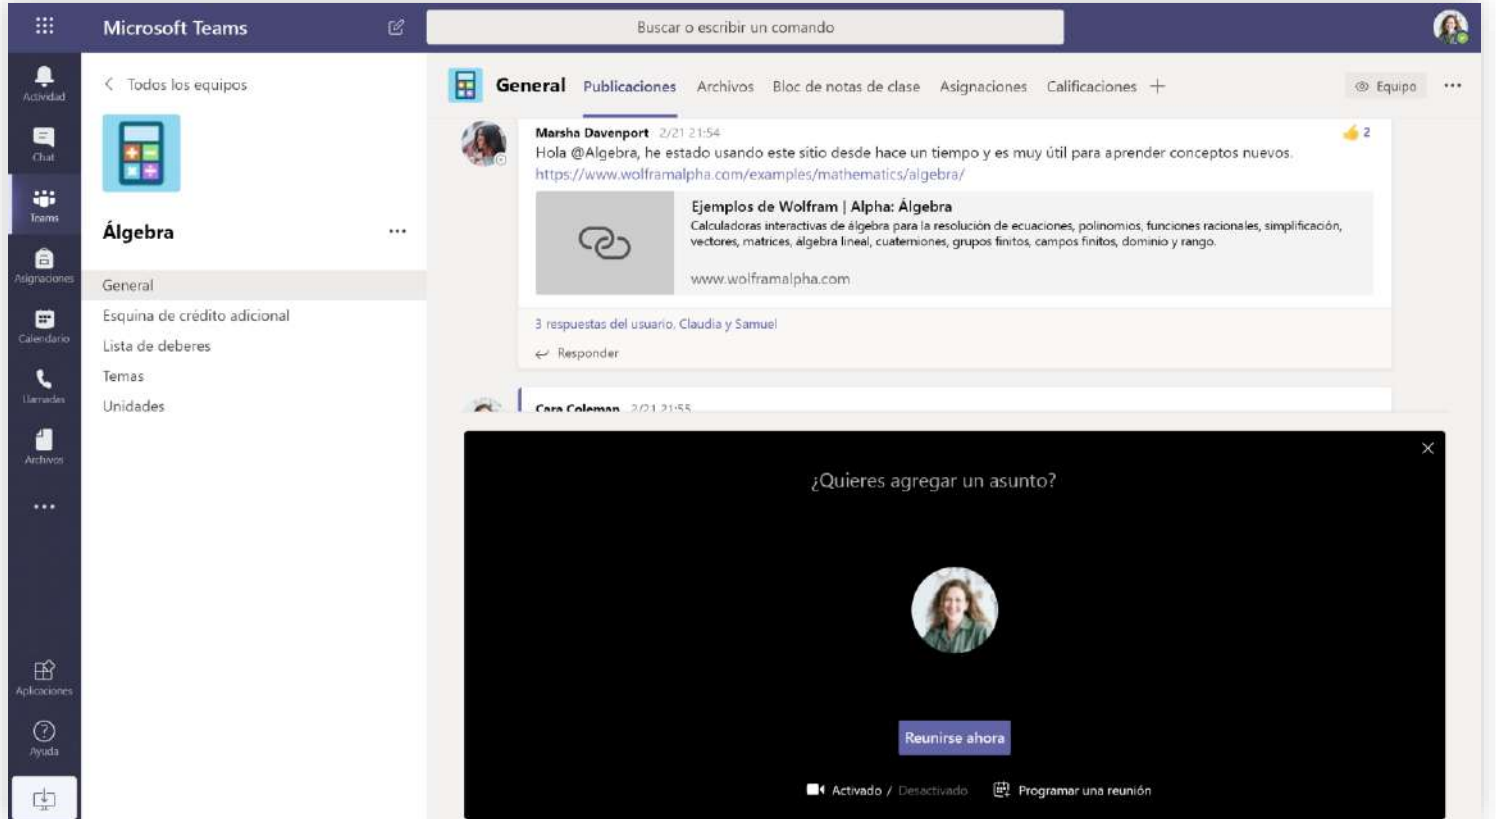 Microsoft Teams
Buscar o escribir un comando
Actividad
Chat
Teams
Asignaciones
Calendario
Llamadas
Archivos
Aplicaciones
Ayuda
Todos los equipos
Álgebra
General
Esquina de crédito adicional
Lista de deberes
Temas
Unidades
General Publicaciones Archivos Bloc de notas de clase Asignaciones Calificaciones Equipo
Marsha Davenport 2/21 21:54 2
Hola @Algebra, he estado usando este sitio desde hace un tiempo y es muy útil para aprender conceptos nuevos.
https://www.wolframalpha.com/examples/mathematics/algebra/
Ejemplos de Wolfram | Alpha: Álgebra
Calculadoras interactivas de álgebra para la resolución de ecuaciones, polinomios, funciones racionales, simplificación,
vectores, matrices, álgebra lineal, cuaterniones, grupos finitos, campos finitos, dominio y rango.
www.wolframalpha.com
3 respuestas del usuario, Claudia y Samuel
Responder
Cara Coleman 2/21 21:55
¿Quieres agregar un asunto?
Reunirse ahora
Activado / Desactivado Programar una reunión